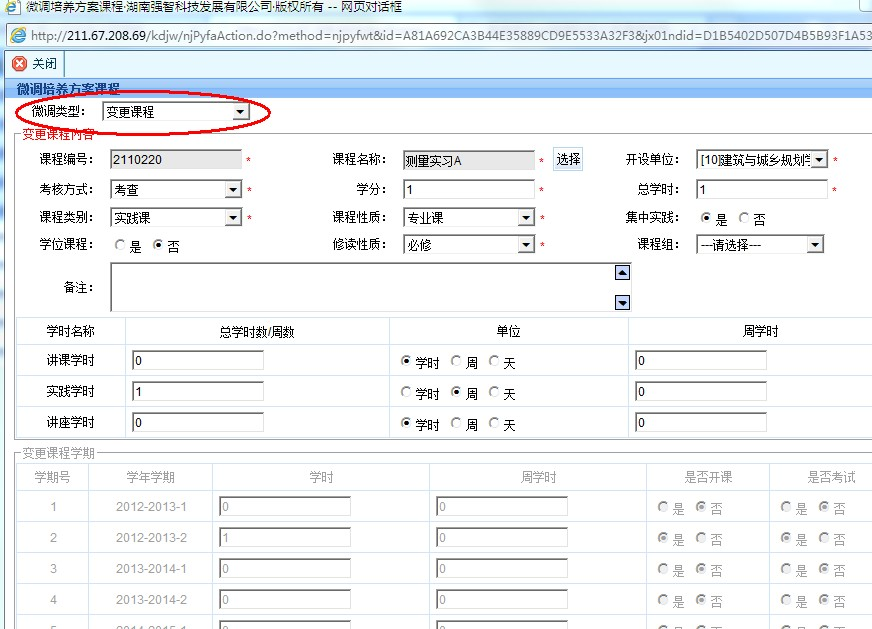 微调培养方案课程·湖南强智科技发展有限公司·版权所有 -- 网页对话框
http://211.67.208.69/kdjw/njPyfaAction.do?method=njpyfwt&id=A81A692CA3B44E35889CD9E5533A32F3&jx01ndid=D1B5402D507D4B5B93F1A53
关闭
微调培养方案课程
微调类型: 变更课程
变更课程内容
课程编号: 2110220 * 课程名称: 测量实习A * 选择 开设单位: [10]建筑与城乡规划学 *
考核方式: 考查 * 学分: 1 * 总学时: 1 *
课程类别: 实践课 * 课程性质: 专业课 * 集中实践: 是 否
学位课程: 是 否 修读性质: 必修 * 课程组: ---请选择---
备注:
学时名称 总学时数/周数 单位 周学时
讲课学时 0 学时 周 天 0
实践学时 1 学时 周 天 0
讲座学时 0 学时 周 天 0
变更课程学期
学期号 学年学期 学时 周学时 是否开课 是否考试
1 2012-2013-1 0 0 是 否 是 否
2 2012-2013-2 1 0 是 否 是 否
3 2013-2014-1 0 0 是 否 是 否
4 2013-2014-2 0 0 是 否 是 否